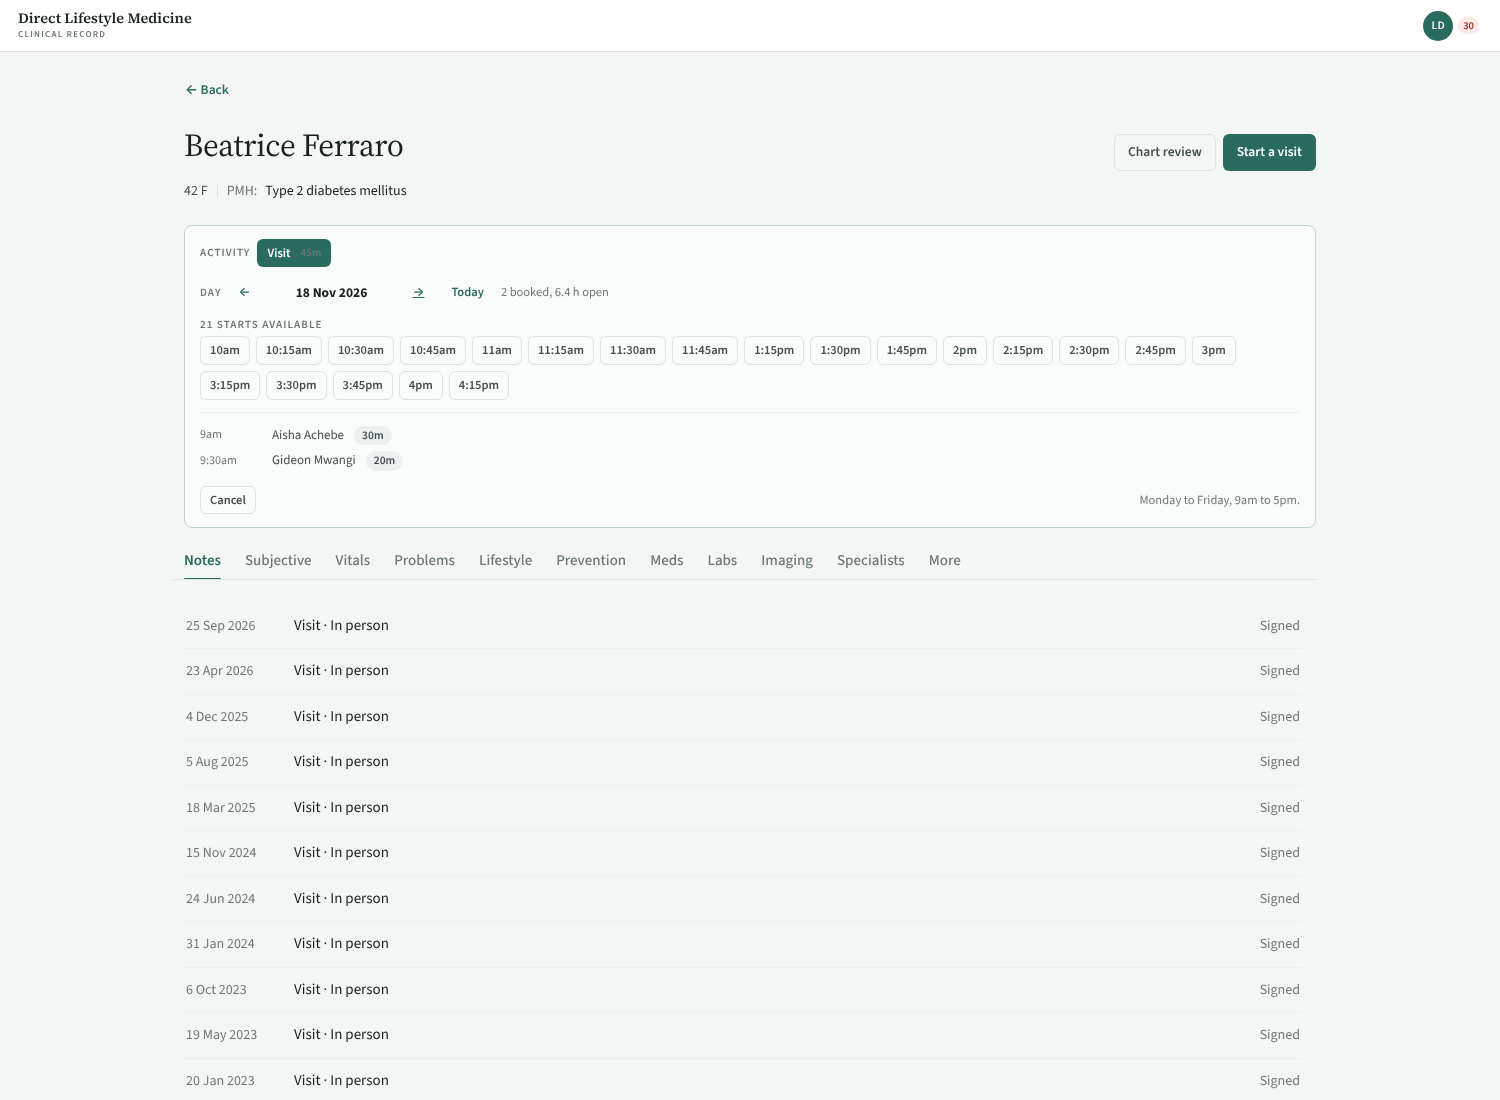 Direct Lifestyle Medicine
CLINICAL RECORD
LD 30
← Back
Beatrice Ferraro
Chart review Start a visit
42 F PMH: Type 2 diabetes mellitus
ACTIVITY Visit 45m
DAY ← 18 Nov 2026 → Today 2 booked, 6.4 h open
21 STARTS AVAILABLE
10am 10:15am 10:30am 10:45am 11am 11:15am 11:30am 11:45am 1:15pm 1:30pm 1:45pm 2pm 2:15pm 2:30pm 2:45pm 3pm
3:15pm 3:30pm 3:45pm 4pm 4:15pm
9am Aisha Achebe 30m
9:30am Gideon Mwangi 20m
Cancel Monday to Friday, 9am to 5pm.
Notes Subjective Vitals Problems Lifestyle Prevention Meds Labs Imaging Specialists More
25 Sep 2026 Visit · In person Signed
23 Apr 2026 Visit · In person Signed
4 Dec 2025 Visit · In person Signed
5 Aug 2025 Visit · In person Signed
18 Mar 2025 Visit · In person Signed
15 Nov 2024 Visit · In person Signed
24 Jun 2024 Visit · In person Signed
31 Jan 2024 Visit · In person Signed
6 Oct 2023 Visit · In person Signed
19 May 2023 Visit · In person Signed
20 Jan 2023 Visit · In person Signed